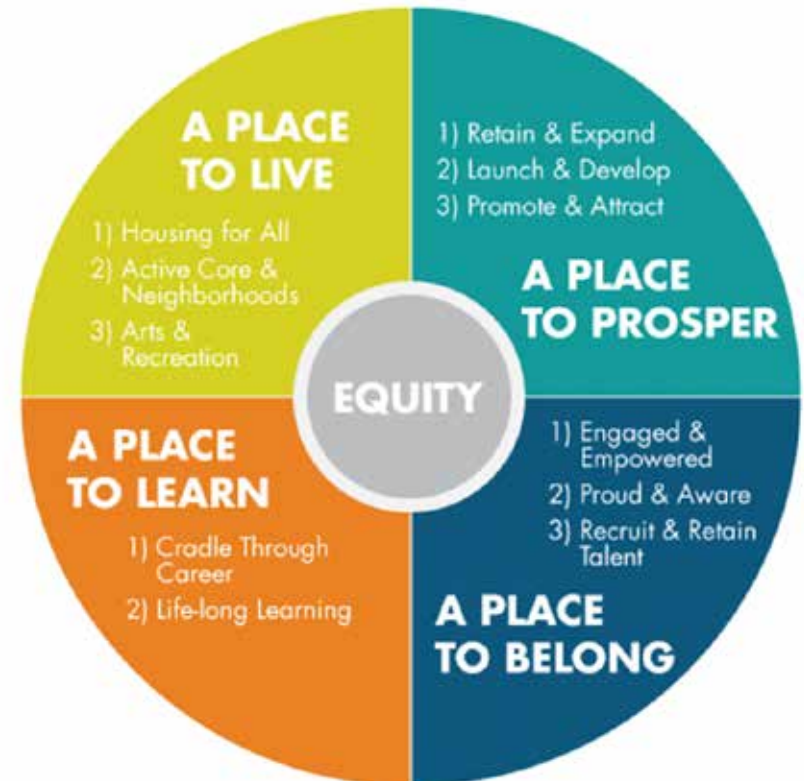 A PLACE
TO LIVE
1) Housing for All
2) Active Core &
Neighborhoods
3) Arts &
Recreation
1) Retain & Expand
2) Launch & Develop
3) Promote & Attract
A PLACE
TO PROSPER
EQUITY
A PLACE
TO LEARN
1) Cradle Through
Career
2) Life-long Learning
1) Engaged &
Empowered
2) Proud & Aware
3) Recruit & Retain
Talent
A PLACE
TO BELONG